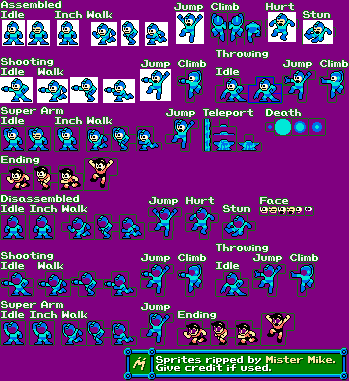 Assembled
Idle Inch Walk Jump Climb Hurt Stun
Shooting
Idle Walk Jump Climb
Throwing
Idle Jump Climb
Super Arm
Idle Inch Walk Jump Teleport Death
Ending
Disassembled
Idle Inch Walk Jump Hurt Stun Face
Shooting
Idle Walk Jump Climb
Throwing
Idle Jump Climb
Super Arm
Idle Inch Walk Jump Ending
Sprites ripped by Mister Mike.
Give credit if used.